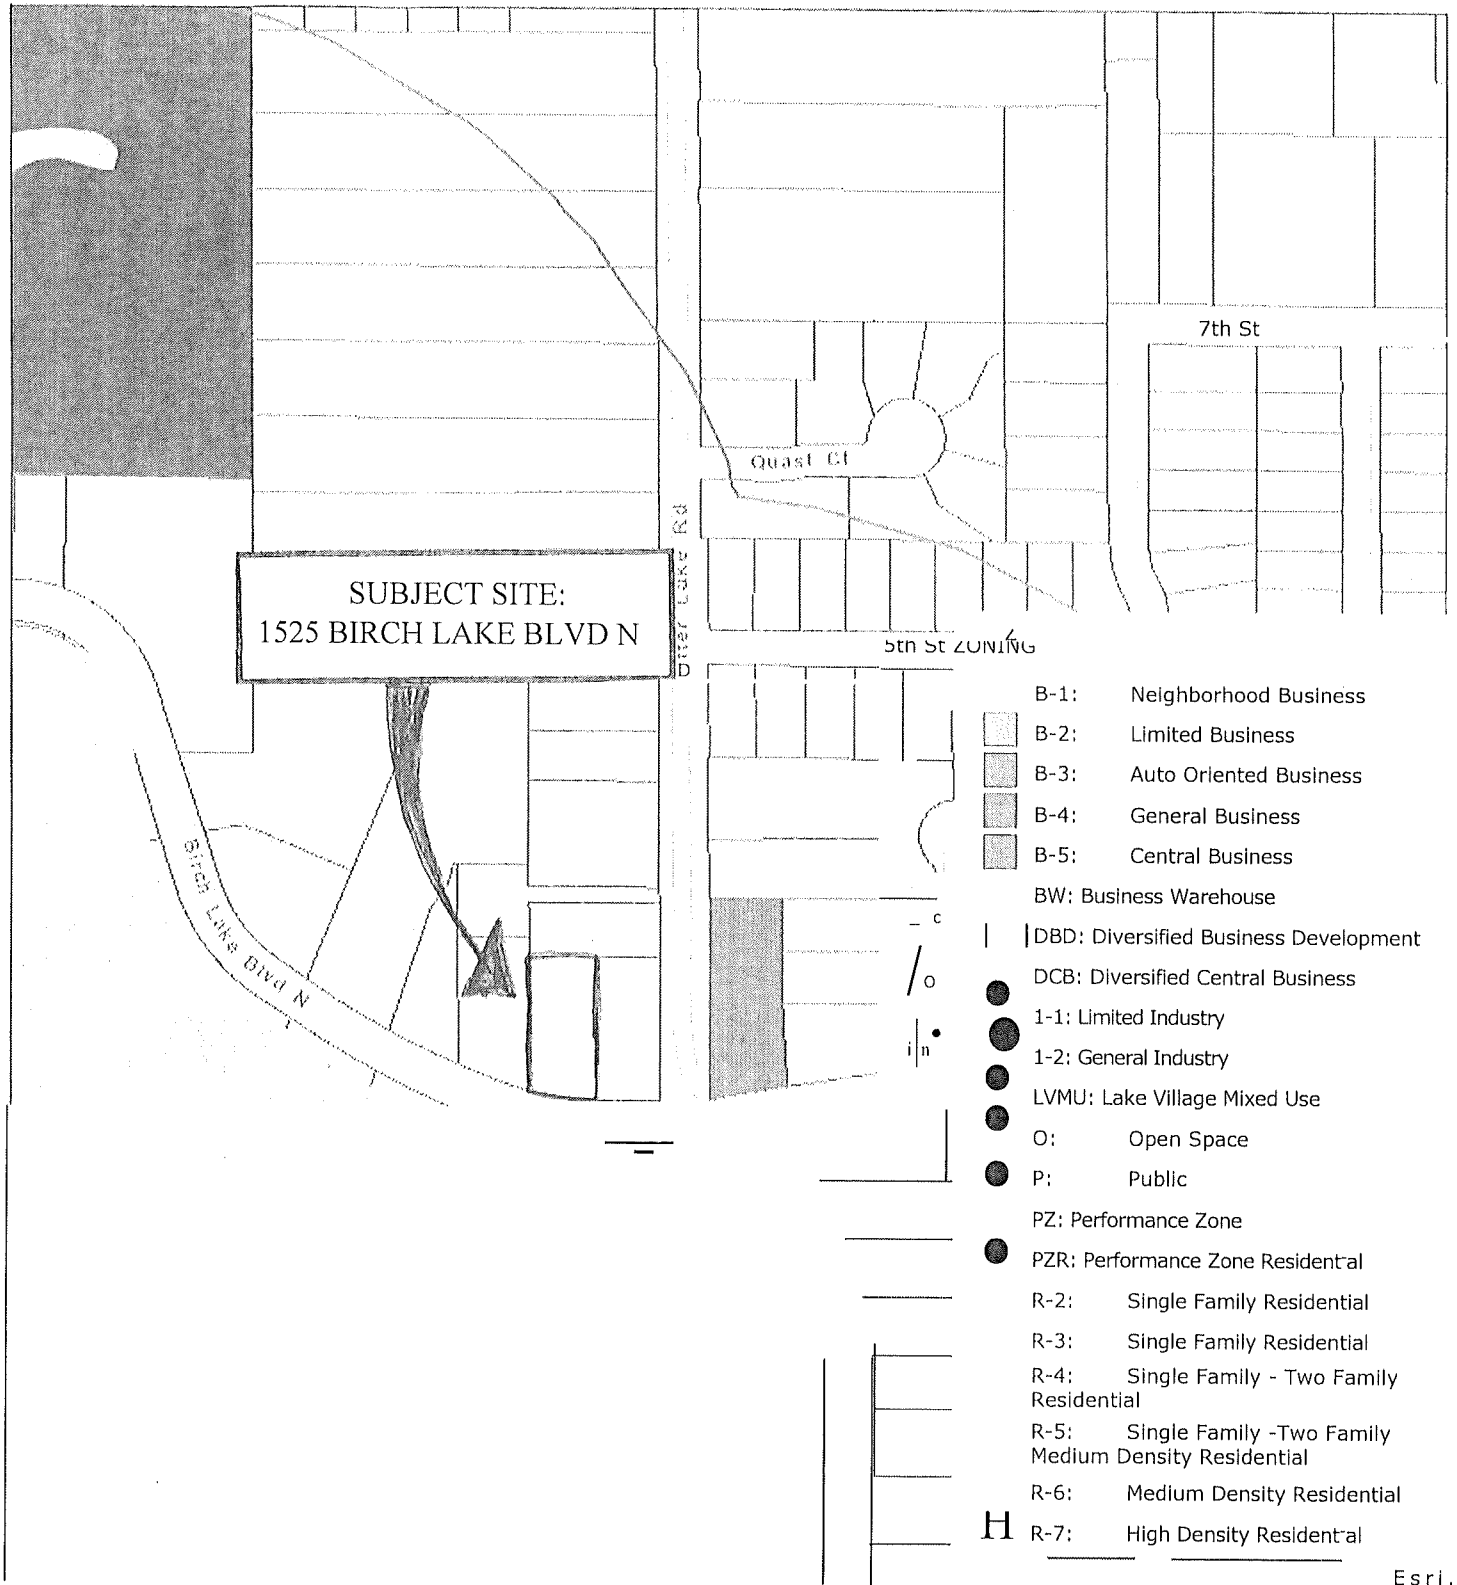 7th St
Quast Ct
Otter Lake Rd
SUBJECT SITE:
1525 BIRCH LAKE BLVD N
5th St ZONING
Birch Lake Blvd N
B-1: Neighborhood Business
B-2: Limited Business
B-3: Auto Oriented Business
B-4: General Business
B-5: Central Business
BW: Business Warehouse
DBD: Diversified Business Development
DCB: Diversified Central Business
1-1: Limited Industry
1-2: General Industry
LVMU: Lake Village Mixed Use
O: Open Space
P: Public
PZ: Performance Zone
PZR: Performance Zone Residential
R-2: Single Family Residential
R-3: Single Family Residential
R-4: Single Family - Two Family
Residential
R-5: Single Family -Two Family
Medium Density Residential
R-6: Medium Density Residential
H R-7: High Density Residential
Esri.